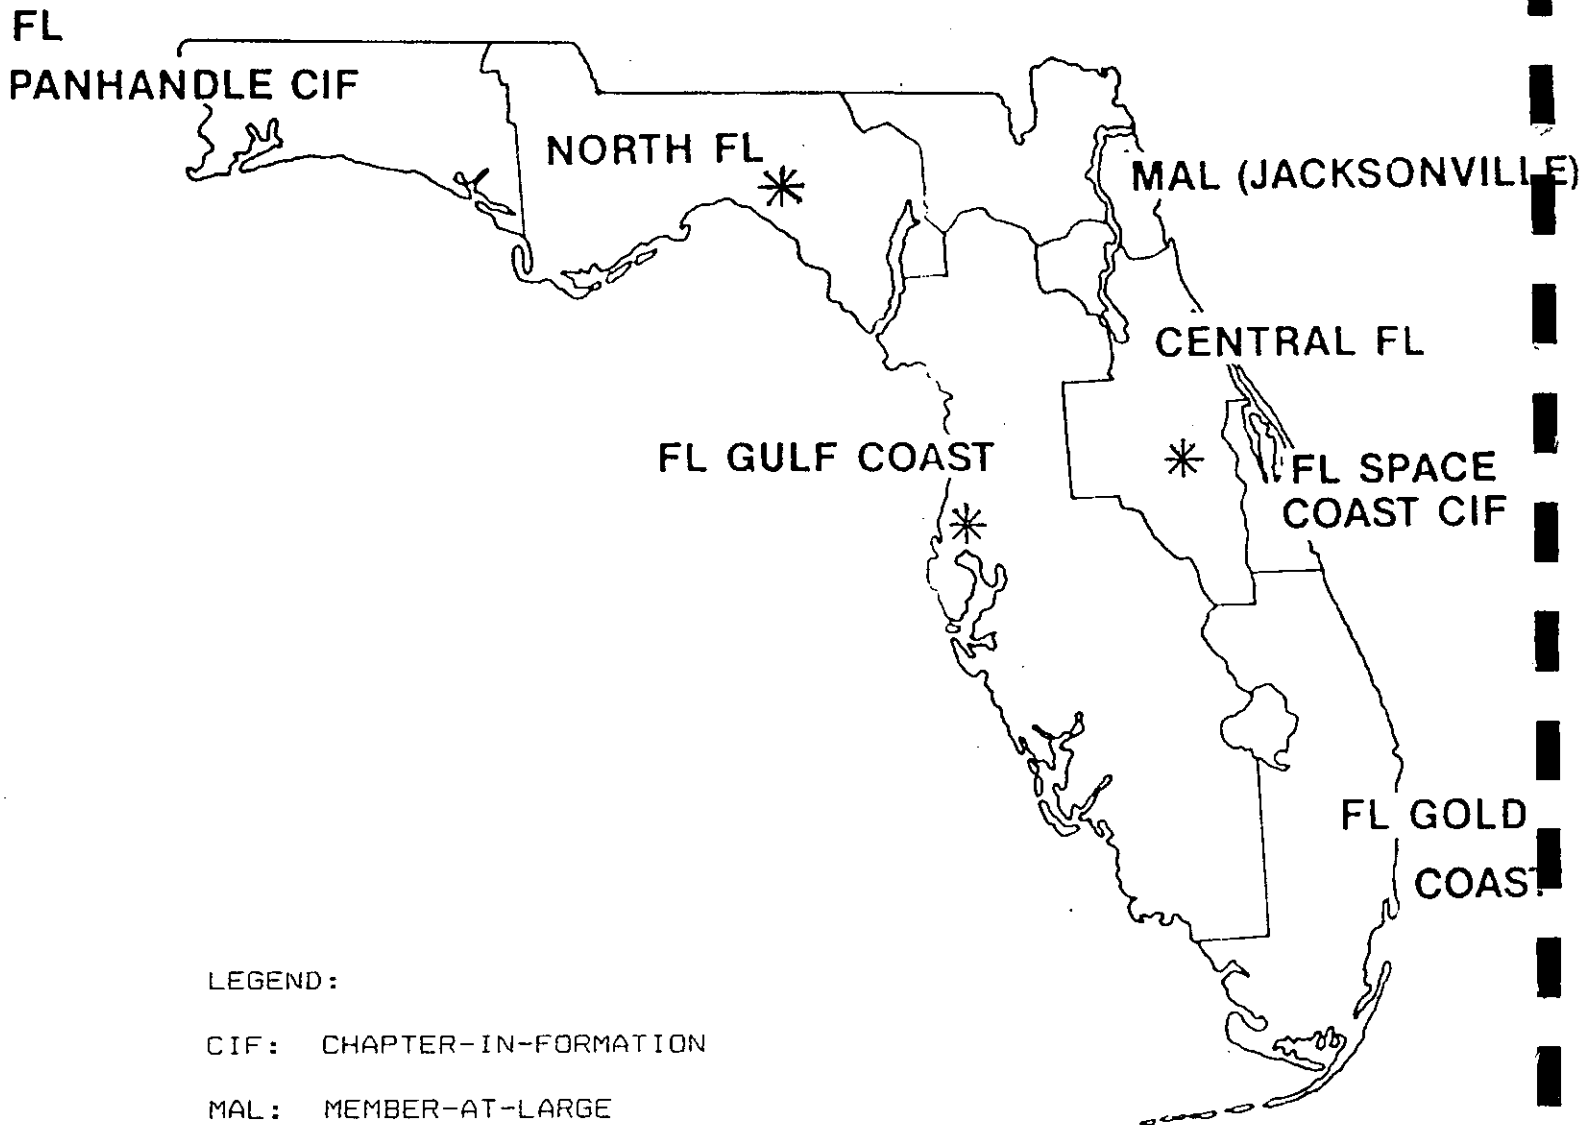 FL
PANHANDLE CIF
NORTH FL
MAL (JACKSONVILLE)
CENTRAL FL
FL GULF COAST
FL SPACE
COAST CIF
FL GOLD
COAST
LEGEND:
CIF: CHAPTER-IN-FORMATION
MAL: MEMBER-AT-LARGE